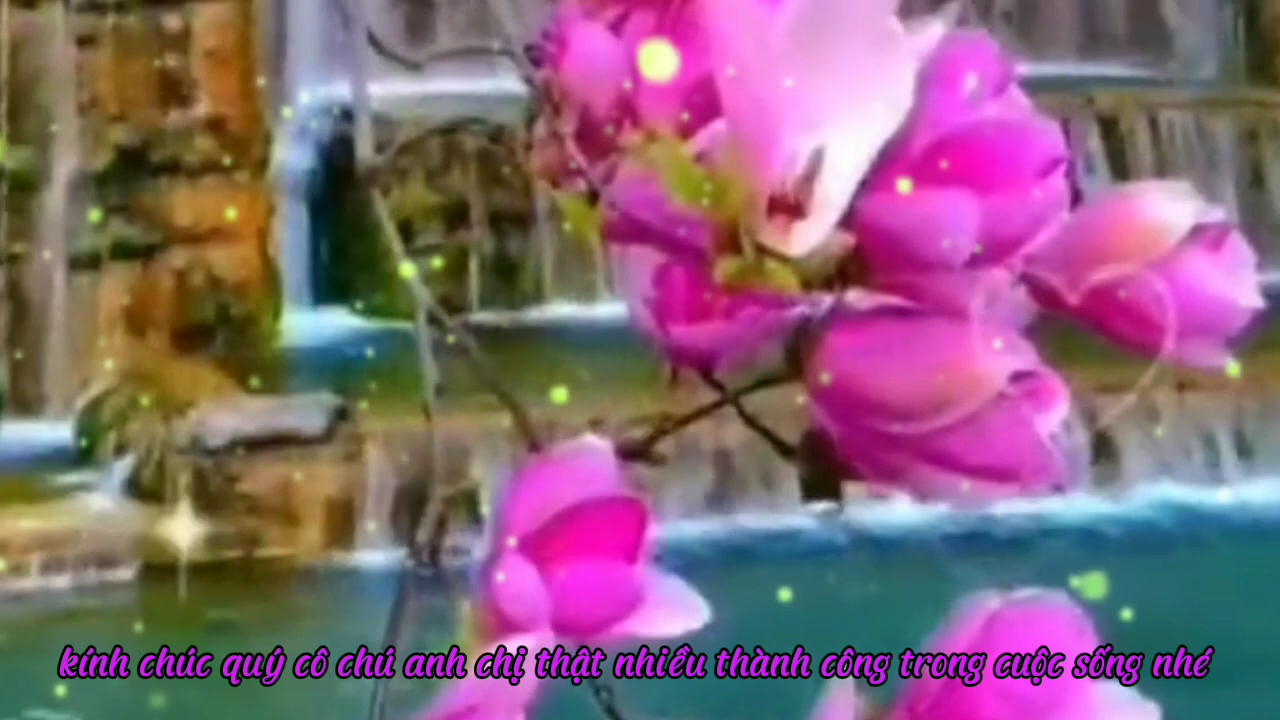 kính chúc quý cô chú anh chị thật nhiều thành công trong cuộc sống nhé